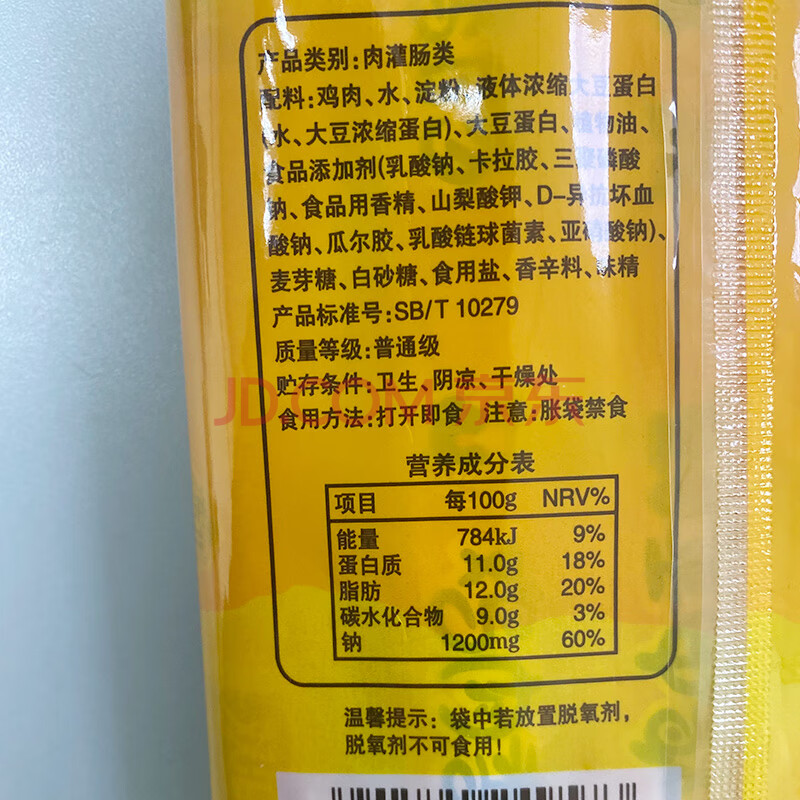 产品类别:肉灌肠类
配料:鸡肉、水、淀粉、液体浓缩大豆蛋白
(水、大豆浓缩蛋白)、大豆蛋白、植物油、
食品添加剂(乳酸钠、卡拉胶、三聚磷酸
钠、食品用香精、山梨酸钾、D-异抗坏血
酸钠、瓜尔胶、乳酸链球菌素、亚硝酸钠)、
麦芽糖、白砂糖、食用盐、香辛料、味精
产品标准号:SB/T 10279
质量等级:普通级
贮存条件:卫生、阴凉、干燥处
JD.COM 京东
食用方法:打开即食 注意:胀袋禁食
营养成分表
项目 每100g NRV%
能量 784kJ 9%
蛋白质 11.0g 18%
脂肪 12.0g 20%
碳水化合物 9.0g 3%
钠 1200mg 60%
温馨提示:袋中若放置脱氧剂,
脱氧剂不可食用!